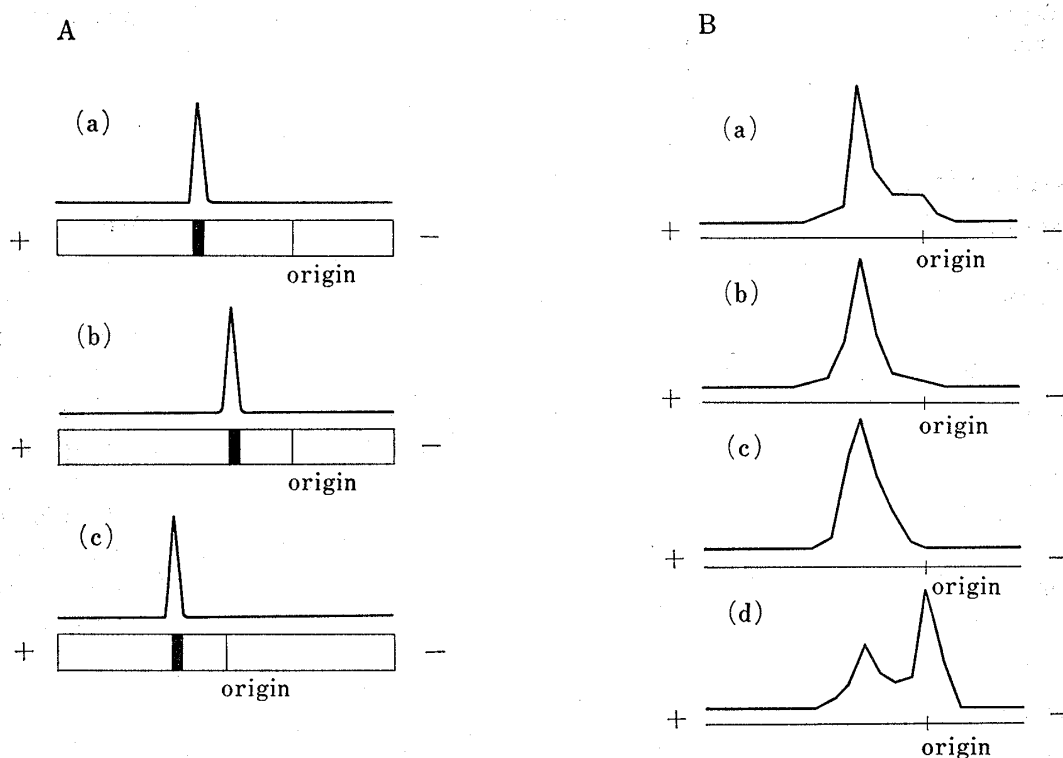 A
(a)
+ −
origin
(b)
+ −
origin
(c)
+ −
origin
B
(a)
+ −
origin
(b)
+ −
origin
(c)
+ −
origin
(d)
+ −
origin